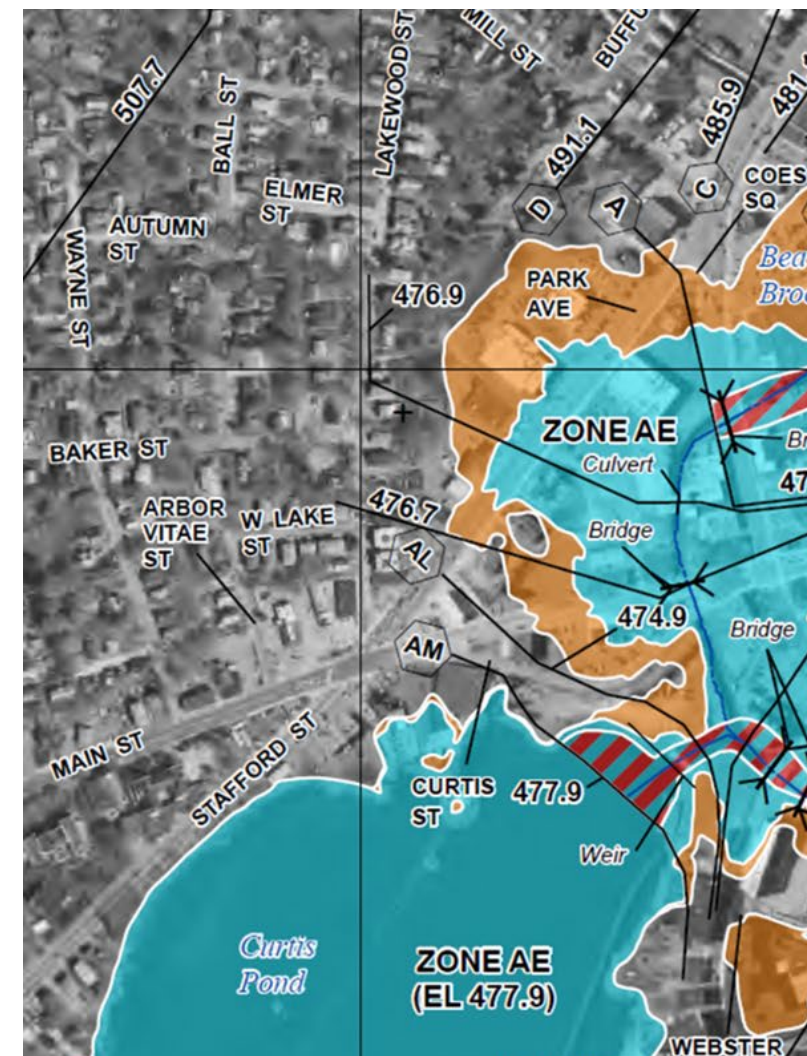 MILL ST
LAKEWOOD ST
507.7
BALL ST
491.1
485.9
ELMER
ST
D
A
C
COES
SQ
AUTUMN
ST
WAYNE ST
PARK
AVE
476.9
BAKER ST
ZONE AE
Culvert
ARBOR
VITAE
ST
W LAKE
ST
476.7
Bridge
AL
474.9
Bridge
AM
MAIN ST
STAFFORD ST
CURTIS
ST
477.9
Weir
Curtis
Pond
ZONE AE
(EL 477.9)
WEBSTER